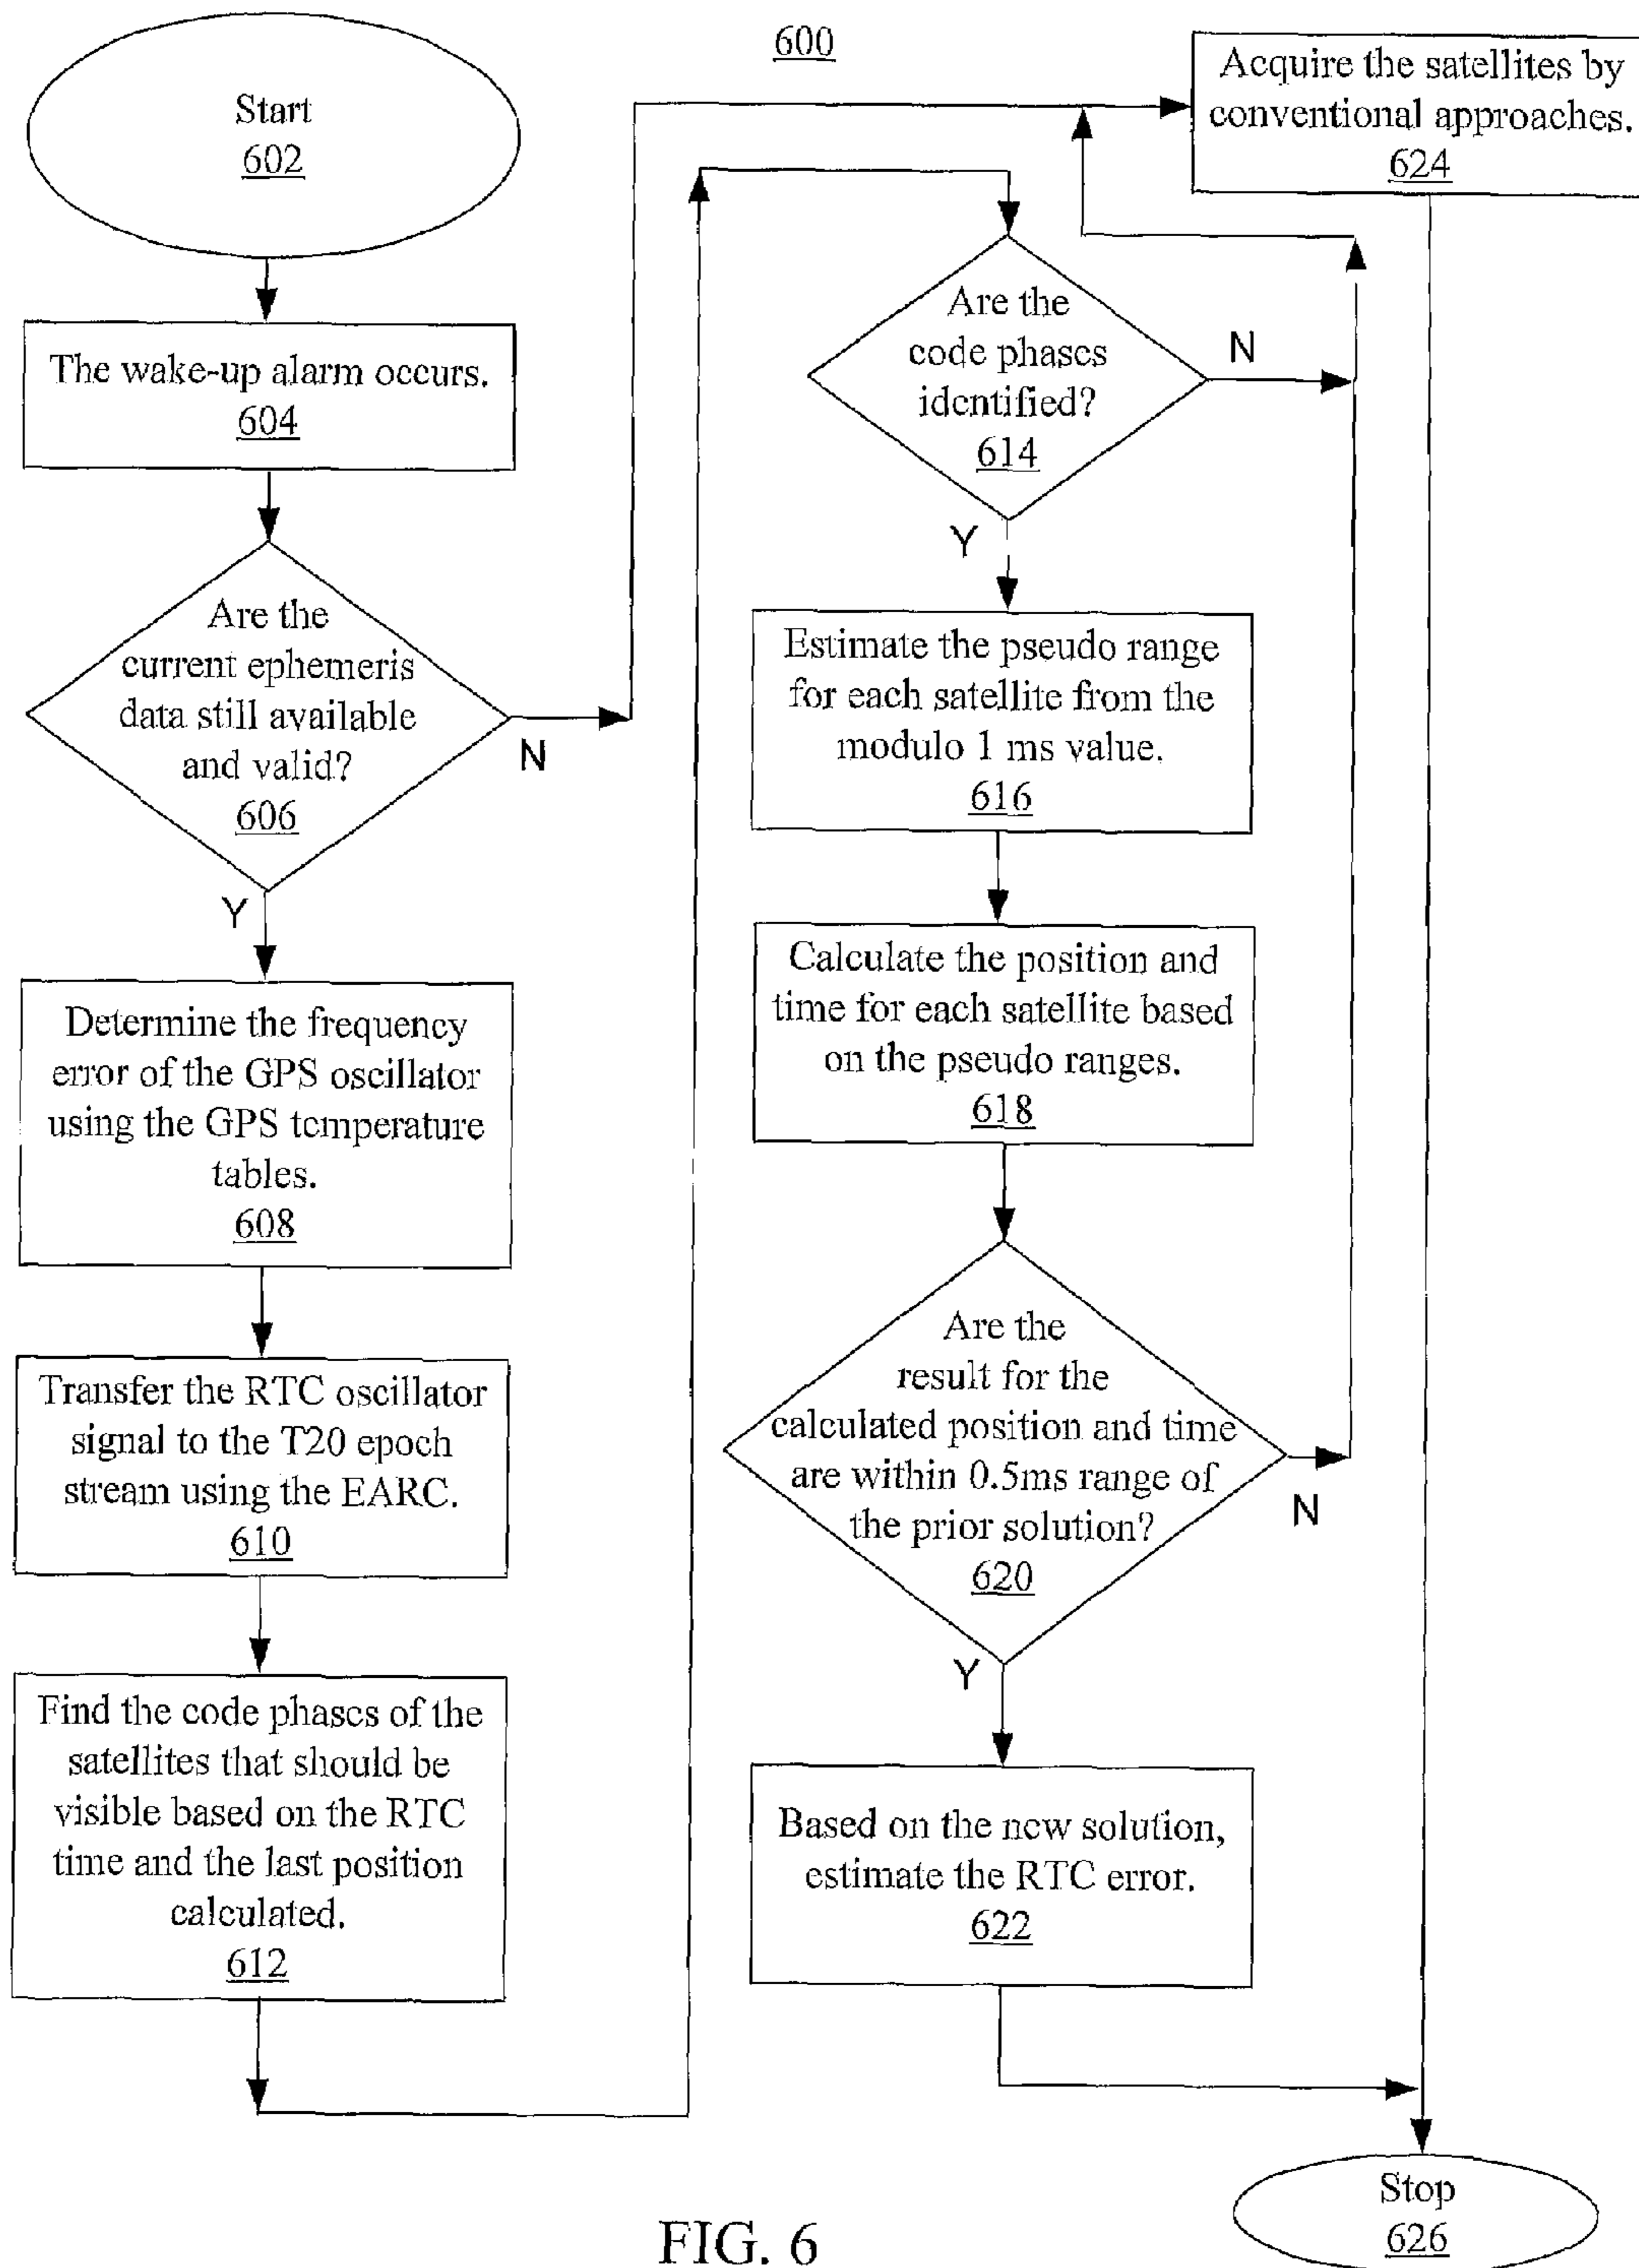 600
Start
602
The wake-up alarm occurs.
604
Are the
current ephemeris
data still available
and valid?
606
N
Y
Determine the frequency
error of the GPS oscillator
using the GPS temperature
tables.
608
Transfer the RTC oscillator
signal to the T20 epoch
stream using the EARC.
610
Find the code phases of the
satellites that should be
visible based on the RTC
time and the last position
calculated.
612
Are the
code phases
identified?
614
N
Y
Estimate the pseudo range
for each satellite from the
modulo 1 ms value.
616
Calculate the position and
time for each satellite based
on the pseudo ranges.
618
Are the
result for the
calculated position and time
are within 0.5ms range of
the prior solution?
620
N
Y
Based on the new solution,
estimate the RTC error.
622
Acquire the satellites by
conventional approaches.
624
Stop
626
FIG. 6